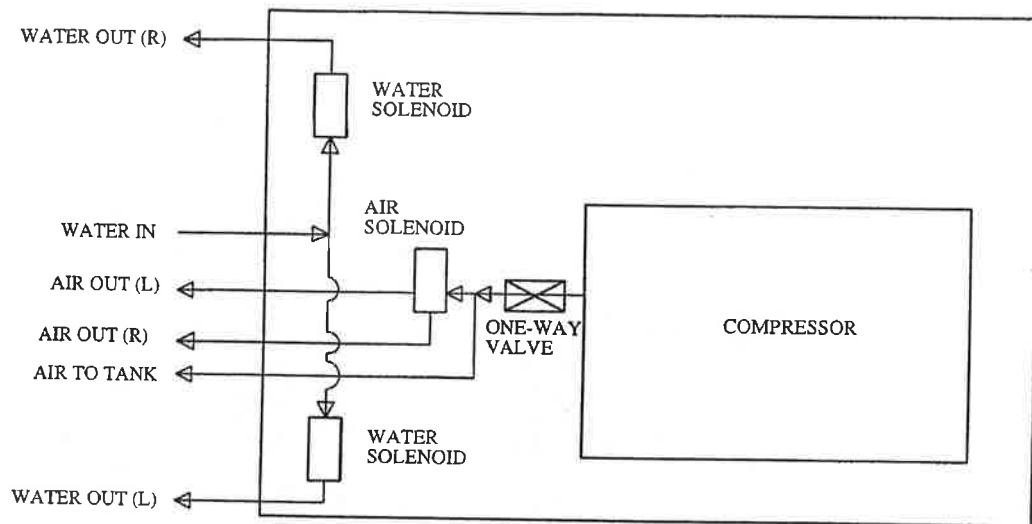 WATER OUT (R)
WATER
SOLENOID
AIR
SOLENOID
WATER IN
AIR OUT (L)
AIR OUT (R)
ONE-WAY
VALVE
COMPRESSOR
AIR TO TANK
WATER
SOLENOID
WATER OUT (L)